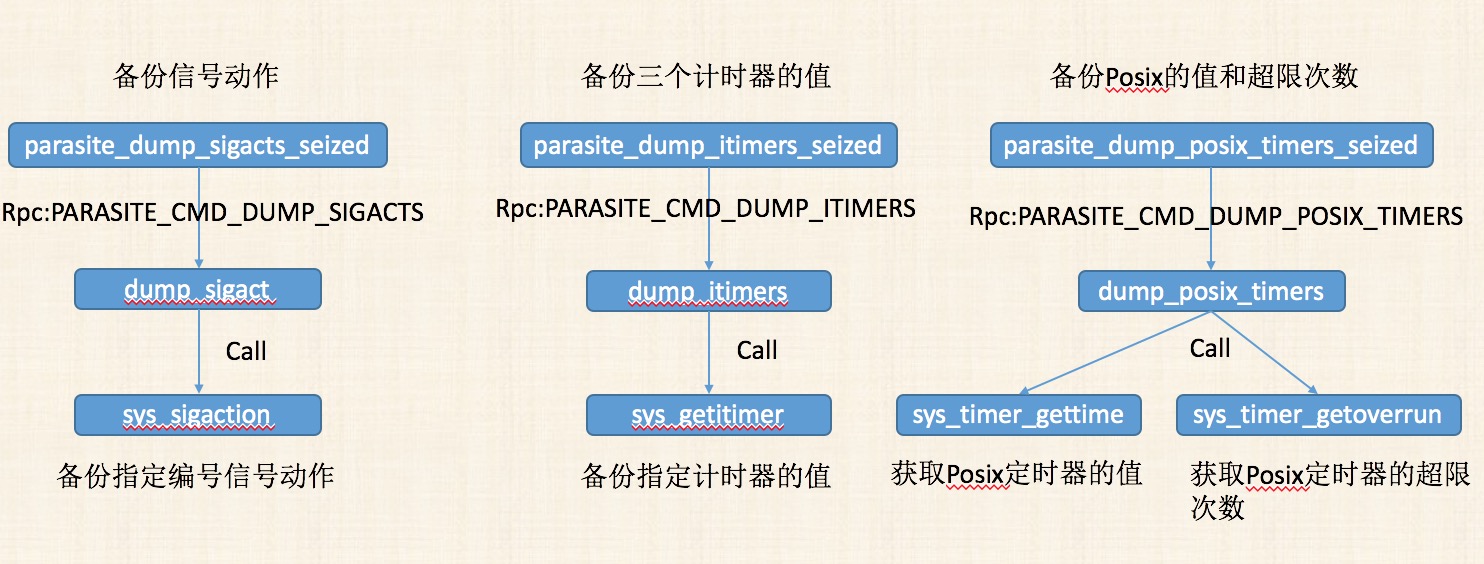 备份信号动作
parasite_dump_sigacts_seized
Rpc:PARASITE_CMD_DUMP_SIGACTS
dump_sigact
Call
sys_sigaction
备份指定编号信号动作
备份三个计时器的值
parasite_dump_itimers_seized
Rpc:PARASITE_CMD_DUMP_ITIMERS
dump_itimers
Call
sys_getitimer
备份指定计时器的值
备份Posix的值和超限次数
parasite_dump_posix_timers_seized
Rpc:PARASITE_CMD_DUMP_POSIX_TIMERS
dump_posix_timers
Call
sys_timer_gettime
获取Posix定时器的值
sys_timer_getoverrun
获取Posix定时器的超限
次数